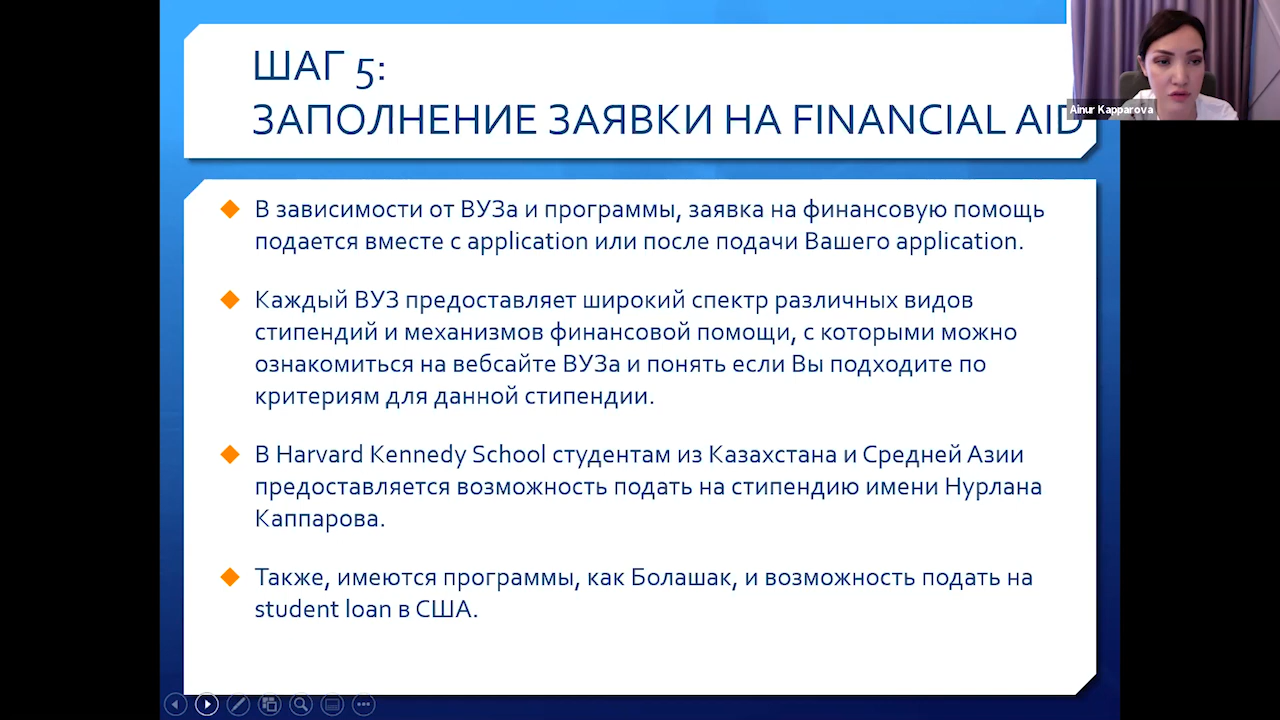 ШАГ 5:
ЗАПОЛНЕНИЕ ЗАЯВКИ НА FINANCIAL AID
Ainur Kapparova
В зависимости от ВУЗа и программы, заявка на финансовую помощь
подается вместе с application или после подачи Вашего application.
Каждый ВУЗ предоставляет широкий спектр различных видов
стипендий и механизмов финансовой помощи, с которыми можно
ознакомиться на вебсайте ВУЗа и понять если Вы подходите по
критериям для данной стипендии.
В Harvard Kennedy School студентам из Казахстана и Средней Азии
предоставляется возможность подать на стипендию имени Нурлана
Каппарова.
Также, имеются программы, как Болашак, и возможность подать на
student loan в США.